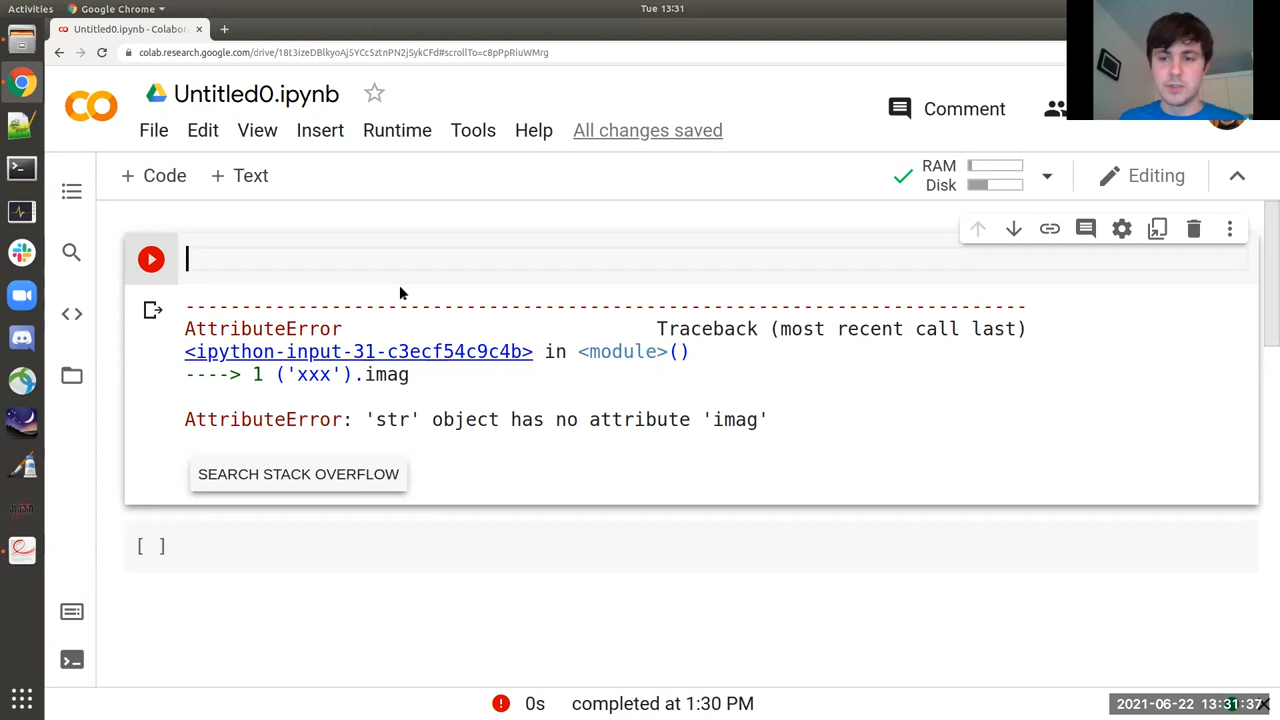 Activities Google Chrome Tue 13:31
Untitled0.ipynb - Colabor
colab.research.google.com/drive/18t3izeDBlkyoAj5YCc5ztnPN2jSykCFd#scrollTo=c8pPpRiuWMrg
CO Untitled0.ipynb
Comment
File Edit View Insert Runtime Tools Help All changes saved
+ Code + Text
RAM
Disk
Editing
---------------------------------------------------------------------------
AttributeError Traceback (most recent call last)
<ipython-input-31-c3ecf54c9c4b> in <module>()
----> 1 ('xxx').imag
AttributeError: 'str' object has no attribute 'imag'
SEARCH STACK OVERFLOW
[ ]
0s completed at 1:30 PM
2021-06-22 13:31:37